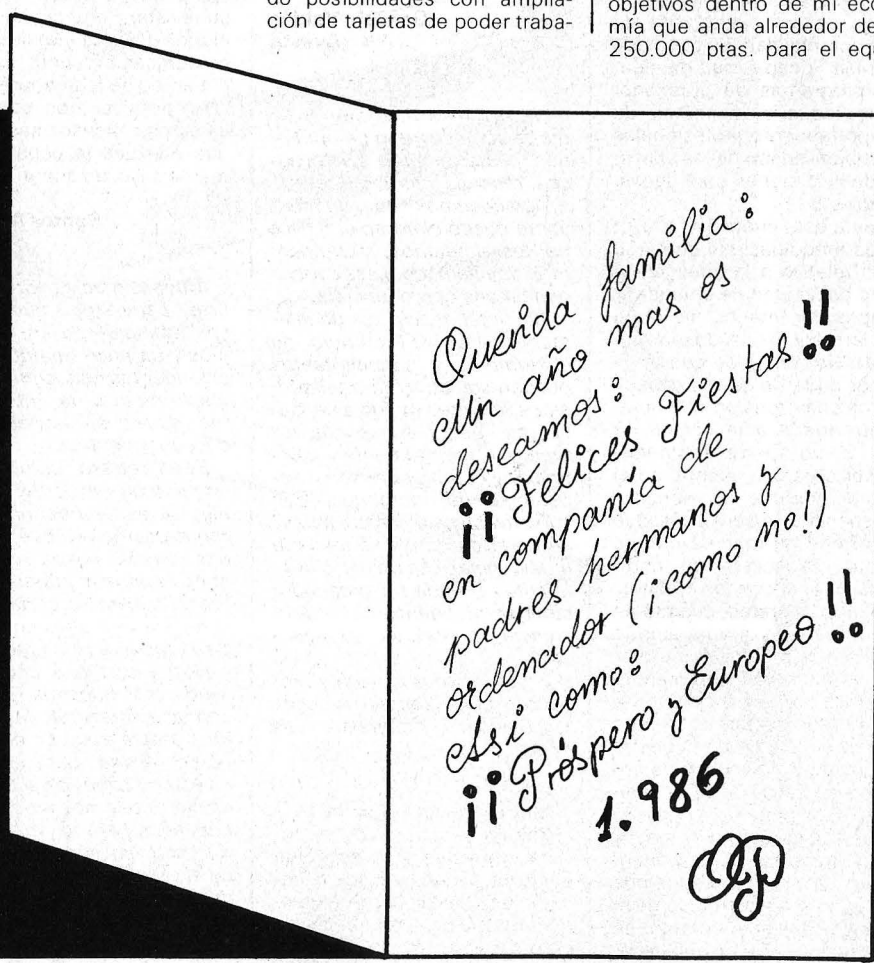 do posibilidades con amplia-
ción de tarjetas de poder traba-
objetivos dentro de mi eco
mía que anda alrededor de
250.000 ptas. para el equ
Querida familia:
Un año mas os
deseamos:
¡¡Felices Fiestas!!
en companía de
padres hermanos y
ordenador (¡como no!)
Asi como:
¡¡Próspero y Europeo!!
1.986